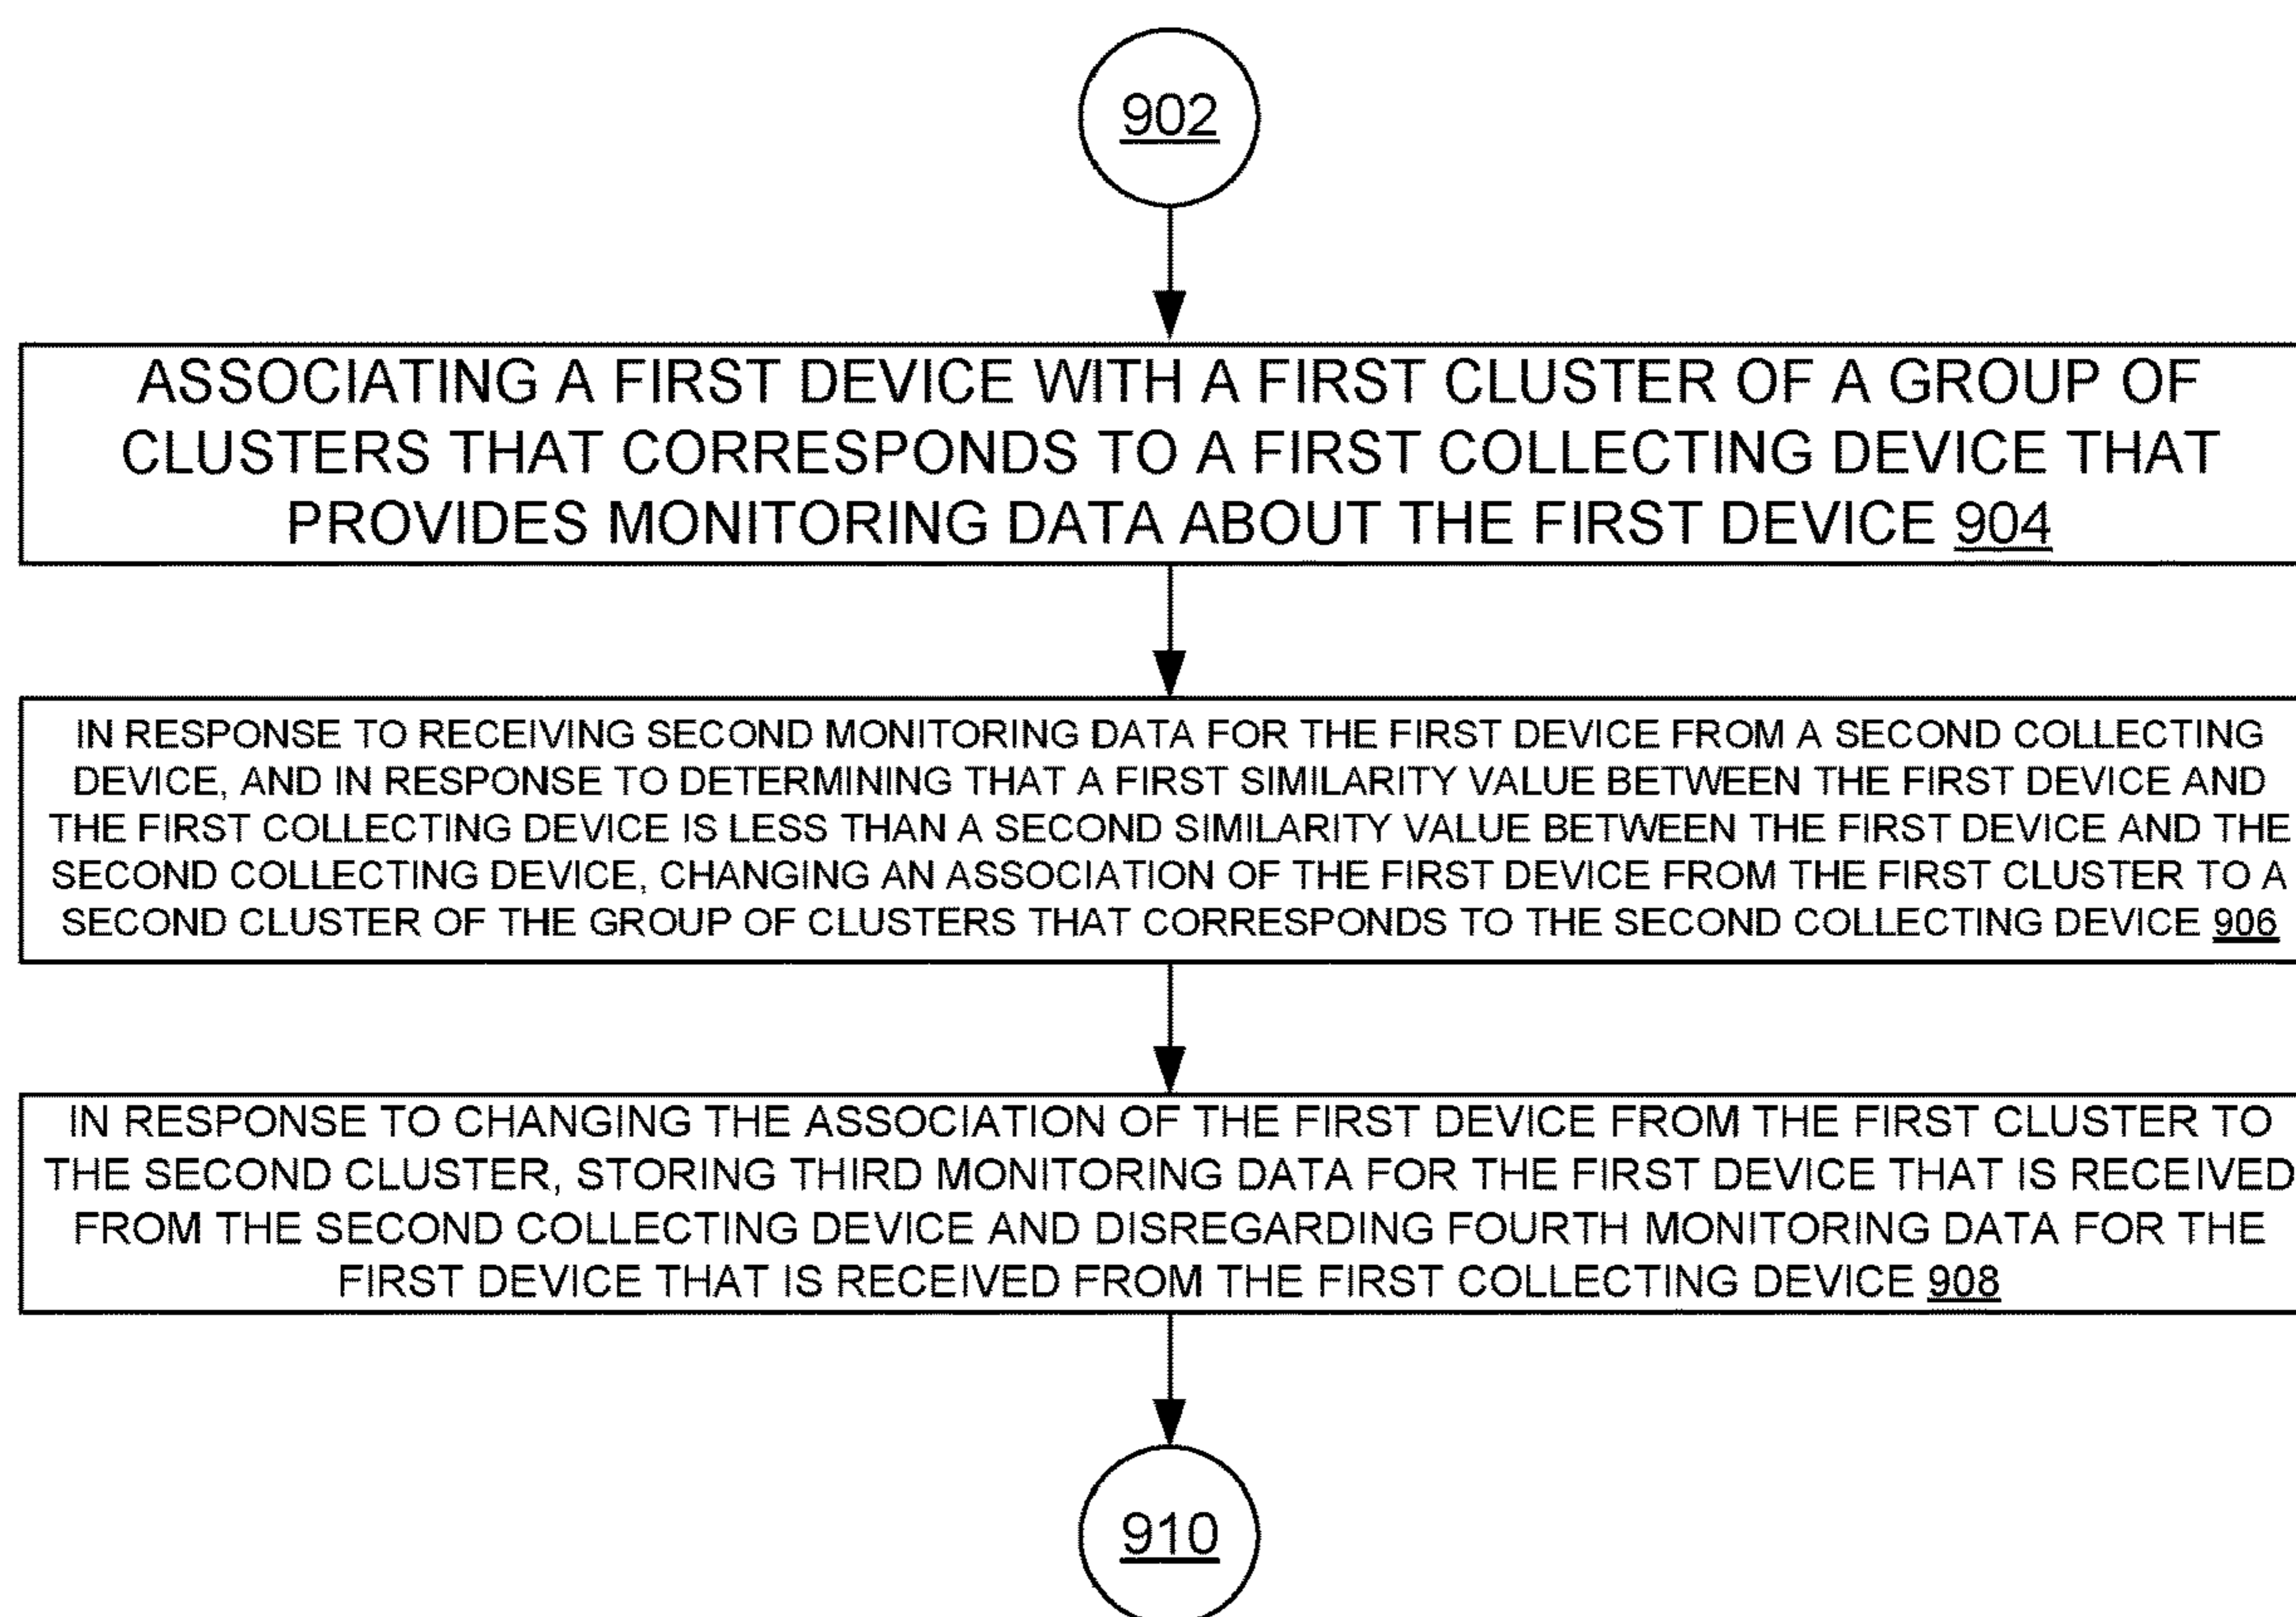 902
ASSOCIATING A FIRST DEVICE WITH A FIRST CLUSTER OF A GROUP OF
CLUSTERS THAT CORRESPONDS TO A FIRST COLLECTING DEVICE THAT
PROVIDES MONITORING DATA ABOUT THE FIRST DEVICE 904
IN RESPONSE TO RECEIVING SECOND MONITORING DATA FOR THE FIRST DEVICE FROM A SECOND COLLECTING
DEVICE, AND IN RESPONSE TO DETERMINING THAT A FIRST SIMILARITY VALUE BETWEEN THE FIRST DEVICE AND
THE FIRST COLLECTING DEVICE IS LESS THAN A SECOND SIMILARITY VALUE BETWEEN THE FIRST DEVICE AND THE
SECOND COLLECTING DEVICE, CHANGING AN ASSOCIATION OF THE FIRST DEVICE FROM THE FIRST CLUSTER TO A
SECOND CLUSTER OF THE GROUP OF CLUSTERS THAT CORRESPONDS TO THE SECOND COLLECTING DEVICE 906
IN RESPONSE TO CHANGING THE ASSOCIATION OF THE FIRST DEVICE FROM THE FIRST CLUSTER TO
THE SECOND CLUSTER, STORING THIRD MONITORING DATA FOR THE FIRST DEVICE THAT IS RECEIVED
FROM THE SECOND COLLECTING DEVICE AND DISREGARDING FOURTH MONITORING DATA FOR THE
FIRST DEVICE THAT IS RECEIVED FROM THE FIRST COLLECTING DEVICE 908
910